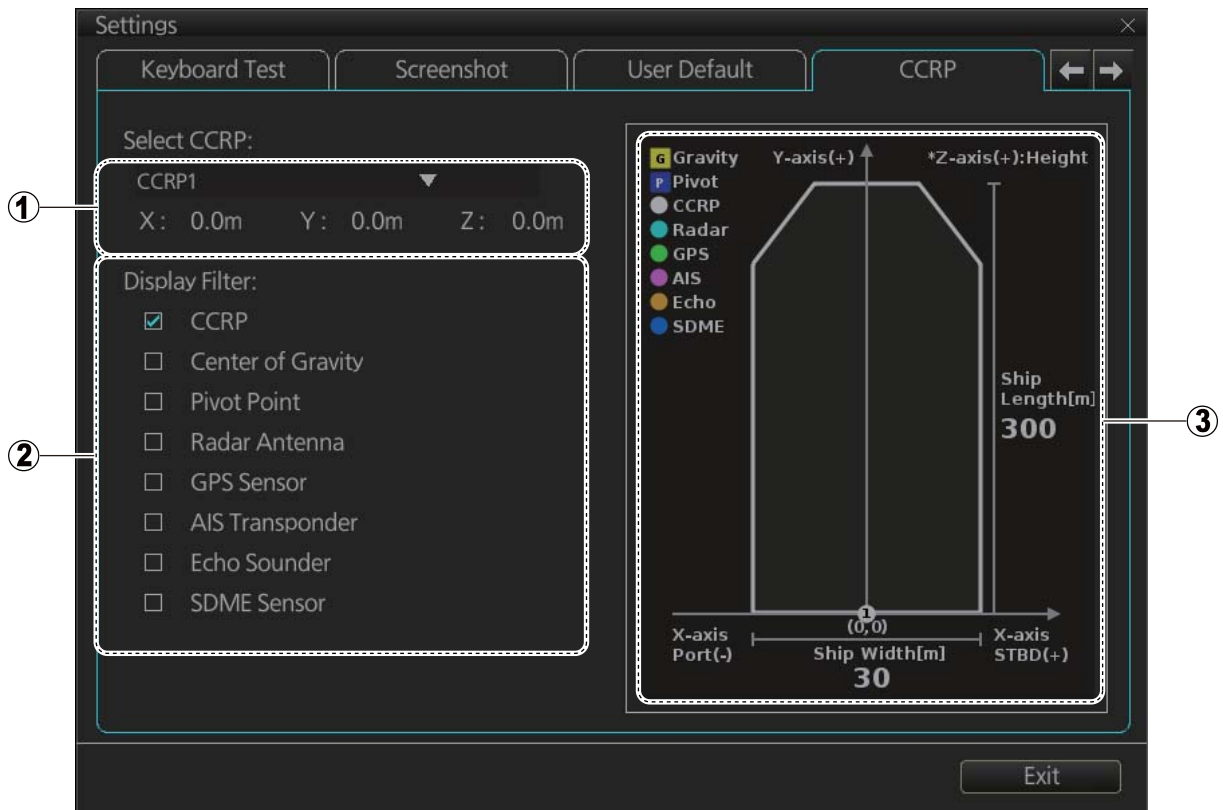 Settings
Keyboard Test
Screenshot
User Default
CCRP
Select CCRP:
CCRP1
X: 0.0m Y: 0.0m Z: 0.0m
1
Display Filter:
CCRP
Center of Gravity
Pivot Point
Radar Antenna
GPS Sensor
AIS Transponder
Echo Sounder
SDME Sensor
2
G Gravity
P Pivot
CCRP
Radar
GPS
AIS
Echo
SDME
Y-axis(+)
*Z-axis(+):Height
Ship
Length[m]
300
3
1
(0,0)
X-axis
Port(-)
Ship Width[m]
30
X-axis
STBD(+)
Exit